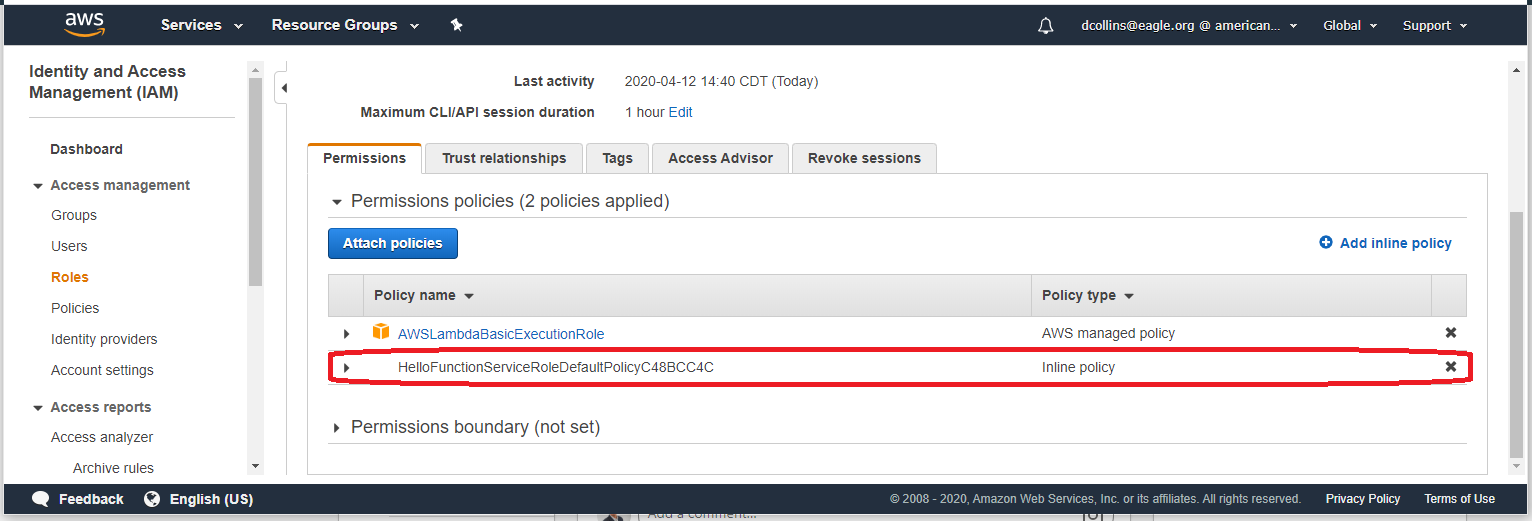 aws
Services
Resource Groups
dcollins@eagle.org @ american...
Global
Support
Identity and Access
Management (IAM)
Dashboard
Access management
Groups
Users
Roles
Policies
Identity providers
Account settings
Access reports
Access analyzer
Archive rules
Last activity 2020-04-12 14:40 CDT (Today)
Maximum CLI/API session duration 1 hour Edit
Permissions
Trust relationships
Tags
Access Advisor
Revoke sessions
Permissions policies (2 policies applied)
Attach policies
Add inline policy
Policy name
Policy type
AWSLambdaBasicExecutionRole
AWS managed policy
HelloFunctionServiceRoleDefaultPolicyC48BCC4C
Inline policy
Permissions boundary (not set)
Feedback
English (US)
© 2008 - 2020, Amazon Web Services, Inc. or its affiliates. All rights reserved.
Privacy Policy
Terms of Use
Add a comment...